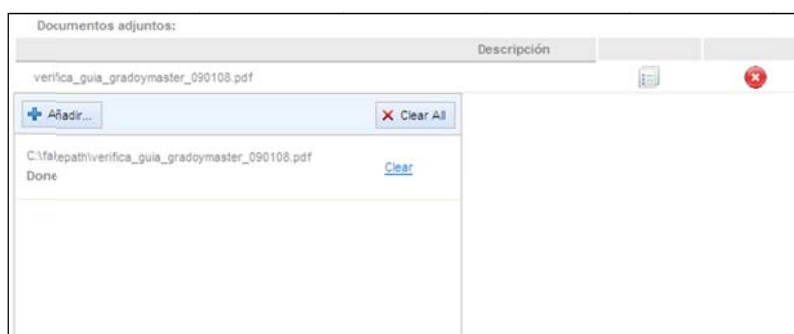 Documentos adjuntos:
Descripción
verifica_guia_gradoymaster_090108.pdf
Añadir...
Clear All
C:\fakepath\verifica_guia_gradoymaster_090108.pdf
Clear
Done